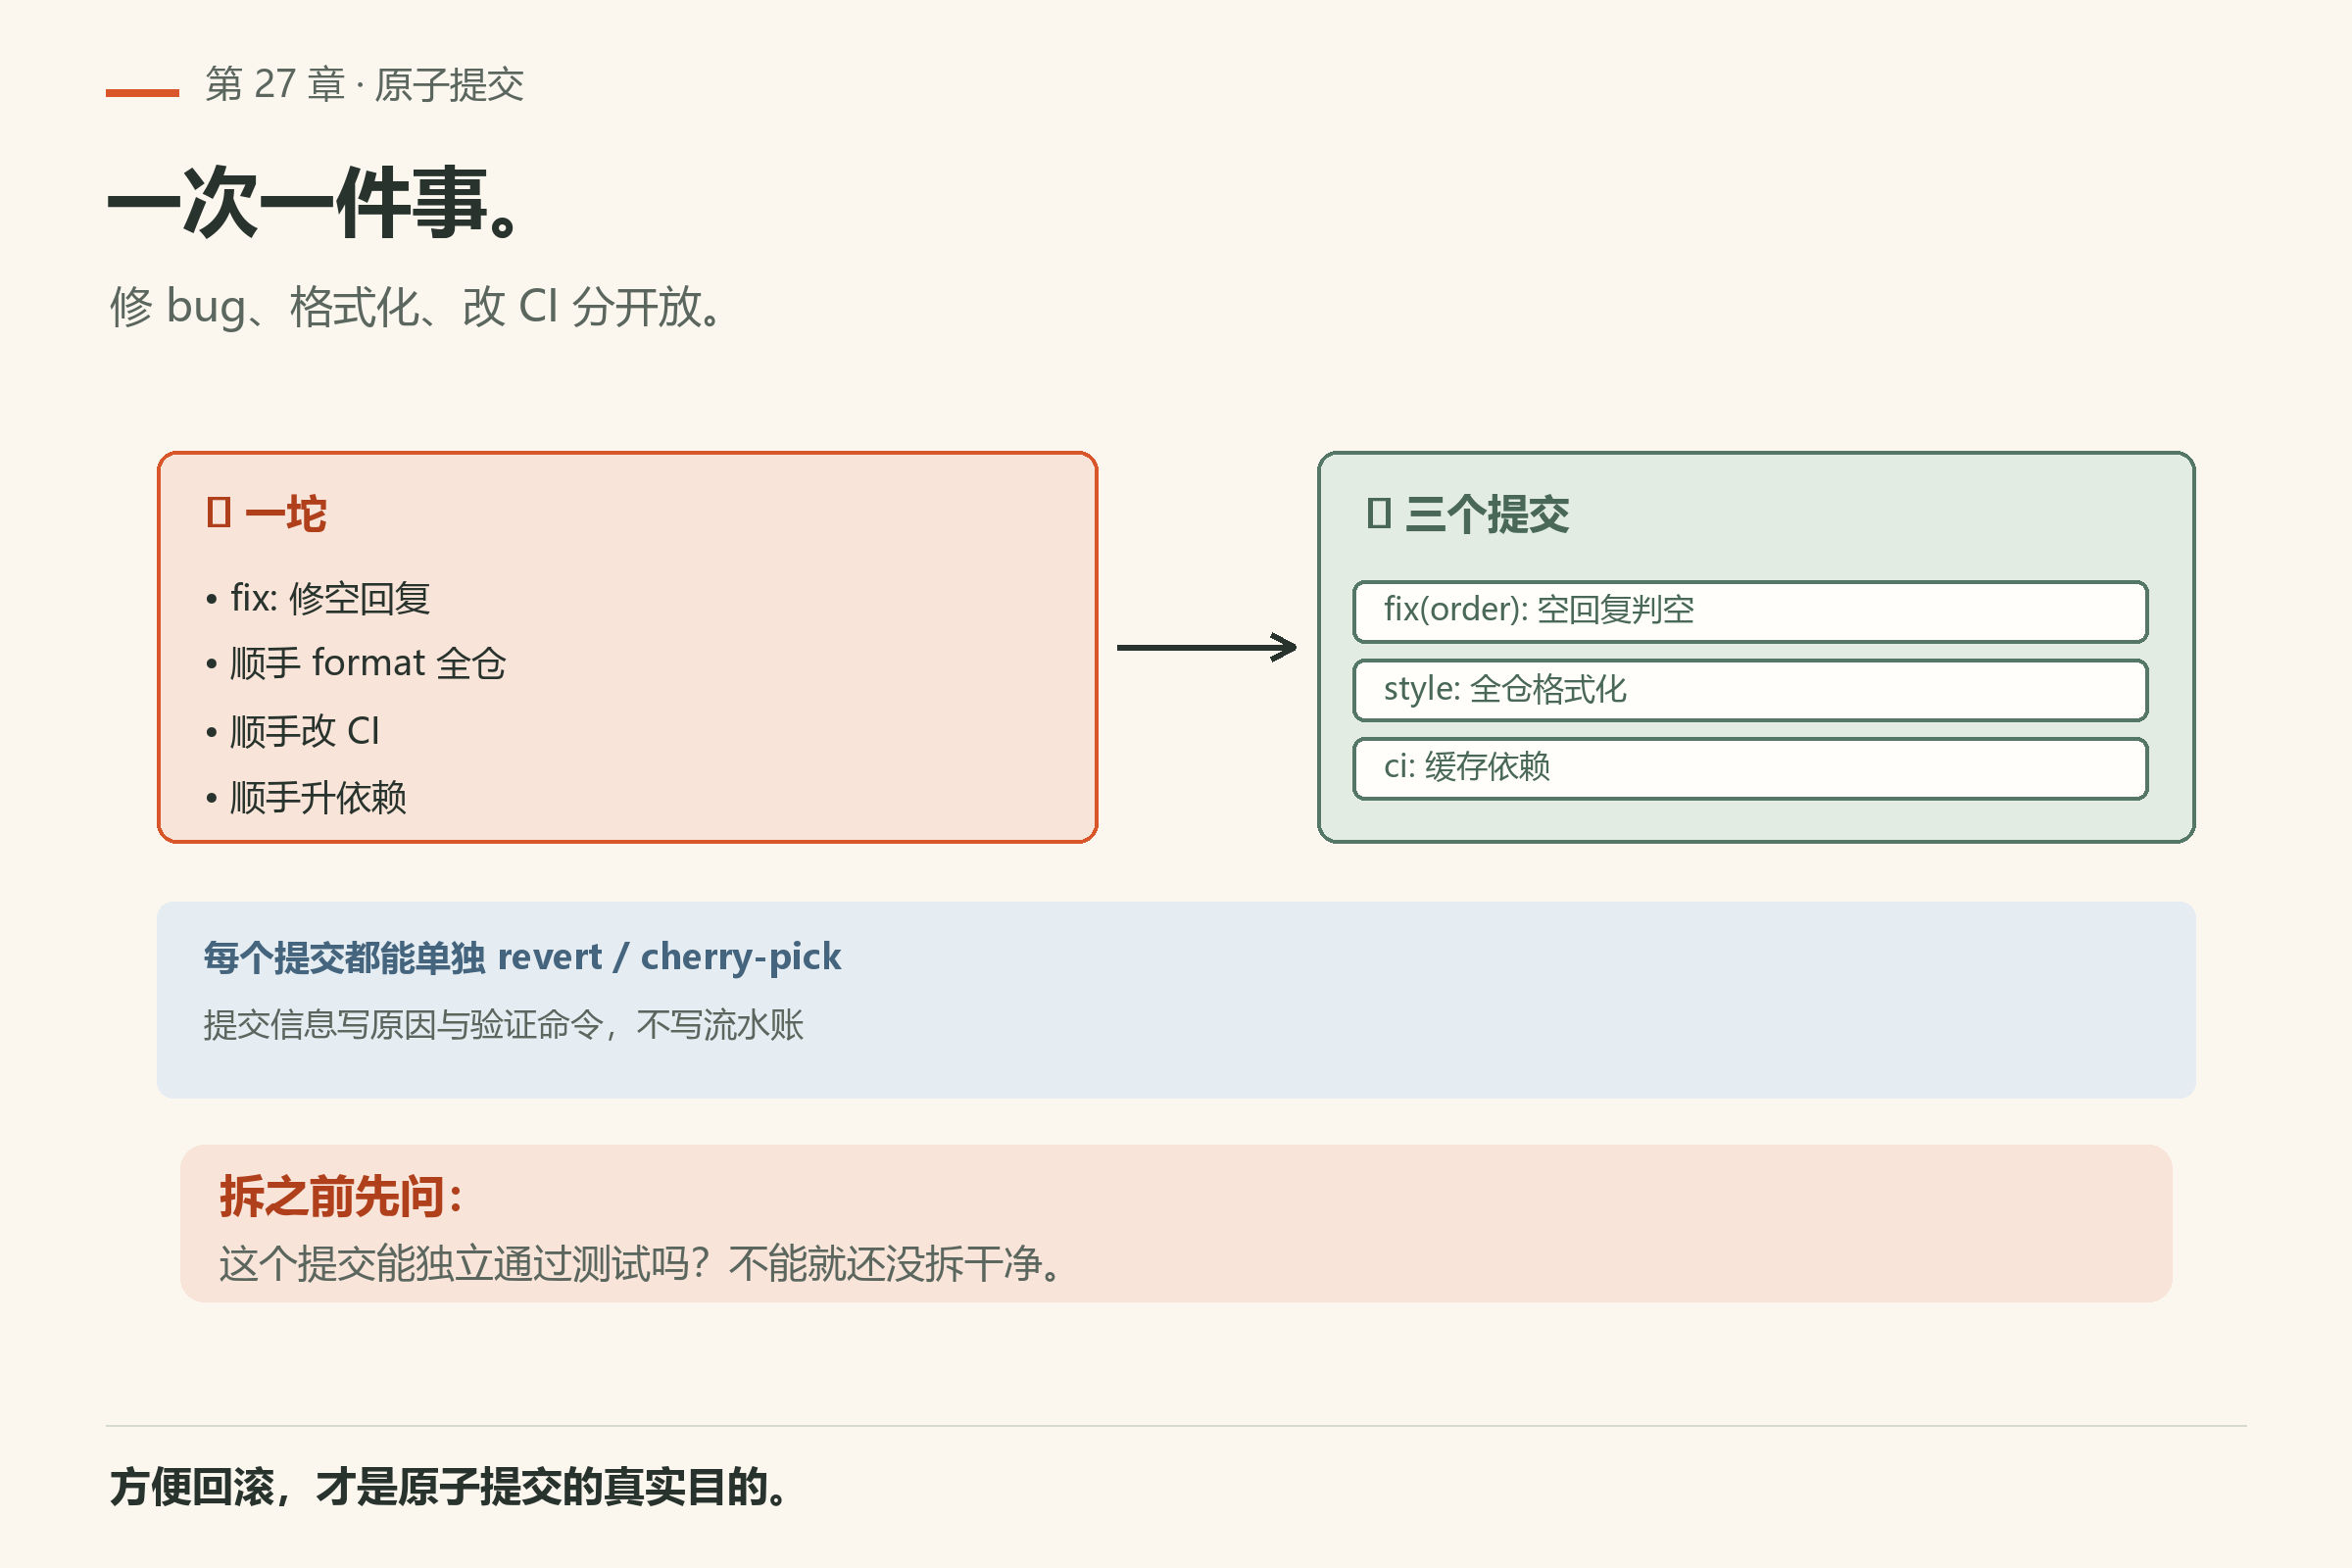 第 27 章 · 原子提交
一次一件事。
修 bug、格式化、改 CI 分开放。
一坨
• fix: 修空回复
• 顺手 format 全仓
• 顺手改 CI
• 顺手升依赖
三个提交
fix(order): 空回复判空
style: 全仓格式化
ci: 缓存依赖
每个提交都能单独 revert / cherry-pick
提交信息写原因与验证命令，不写流水账
拆之前先问：
这个提交能独立通过测试吗？不能就还没拆干净。
方便回滚，才是原子提交的真实目的。